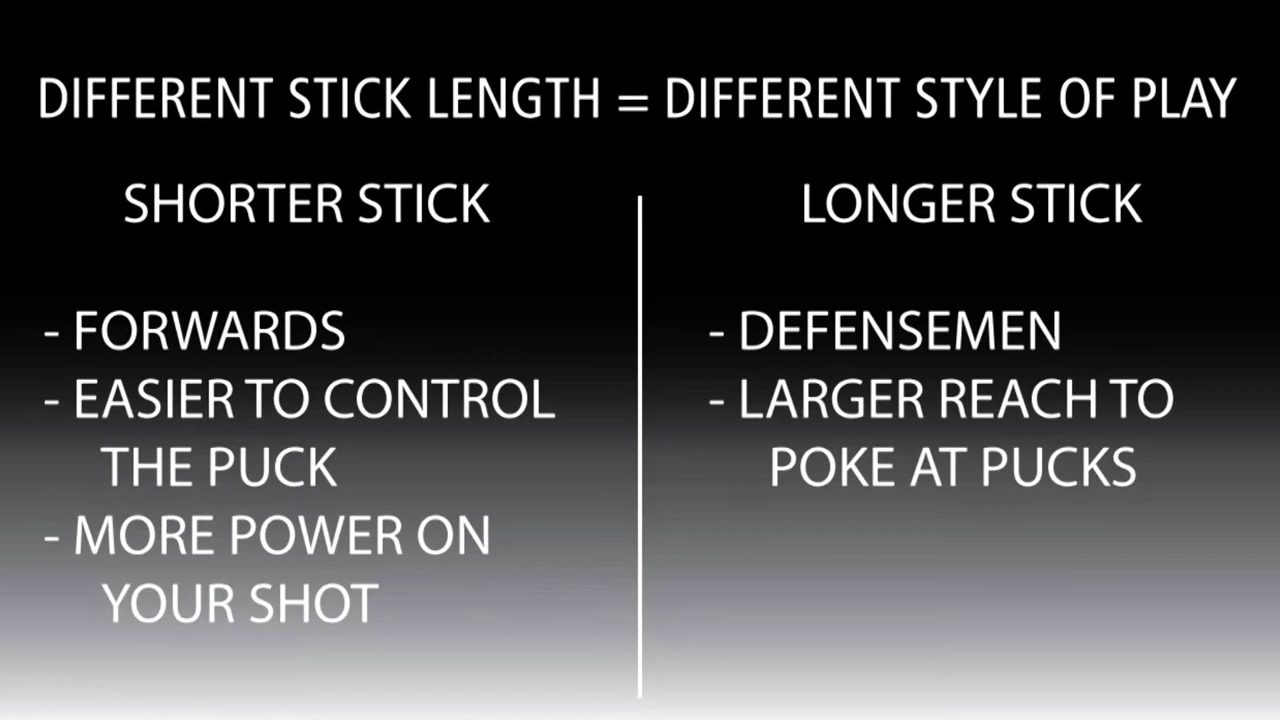 DIFFERENT STICK LENGTH = DIFFERENT STYLE OF PLAY
SHORTER STICK
- FORWARDS
- EASIER TO CONTROL
THE PUCK
- MORE POWER ON
YOUR SHOT
LONGER STICK
- DEFENSEMEN
- LARGER REACH TO
POKE AT PUCKS